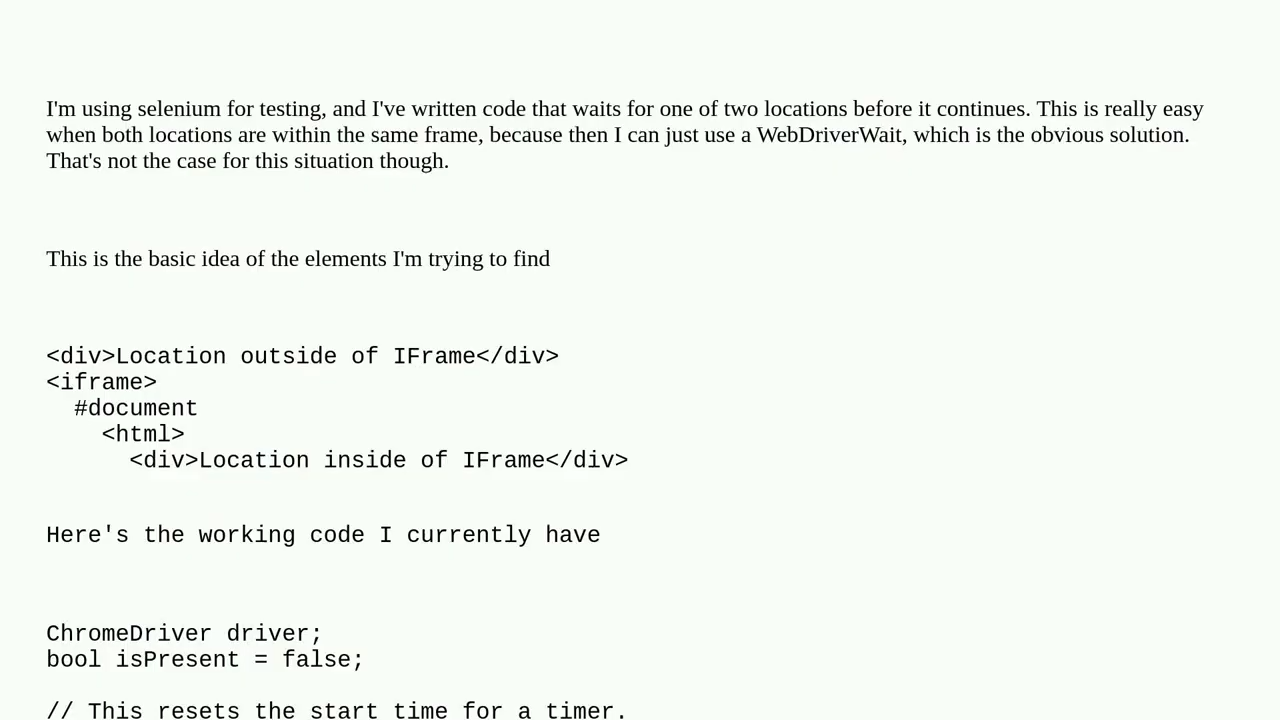 I'm using selenium for testing, and I've written code that waits for one of two locations before it continues. This is really easy
when both locations are within the same frame, because then I can just use a WebDriverWait, which is the obvious solution.
That's not the case for this situation though.
This is the basic idea of the elements I'm trying to find
<div>Location outside of IFrame</div>
<iframe>
  #document
    <html>
      <div>Location inside of IFrame</div>
Here's the working code I currently have
ChromeDriver driver;
bool isPresent = false;
// This resets the start time for a timer.